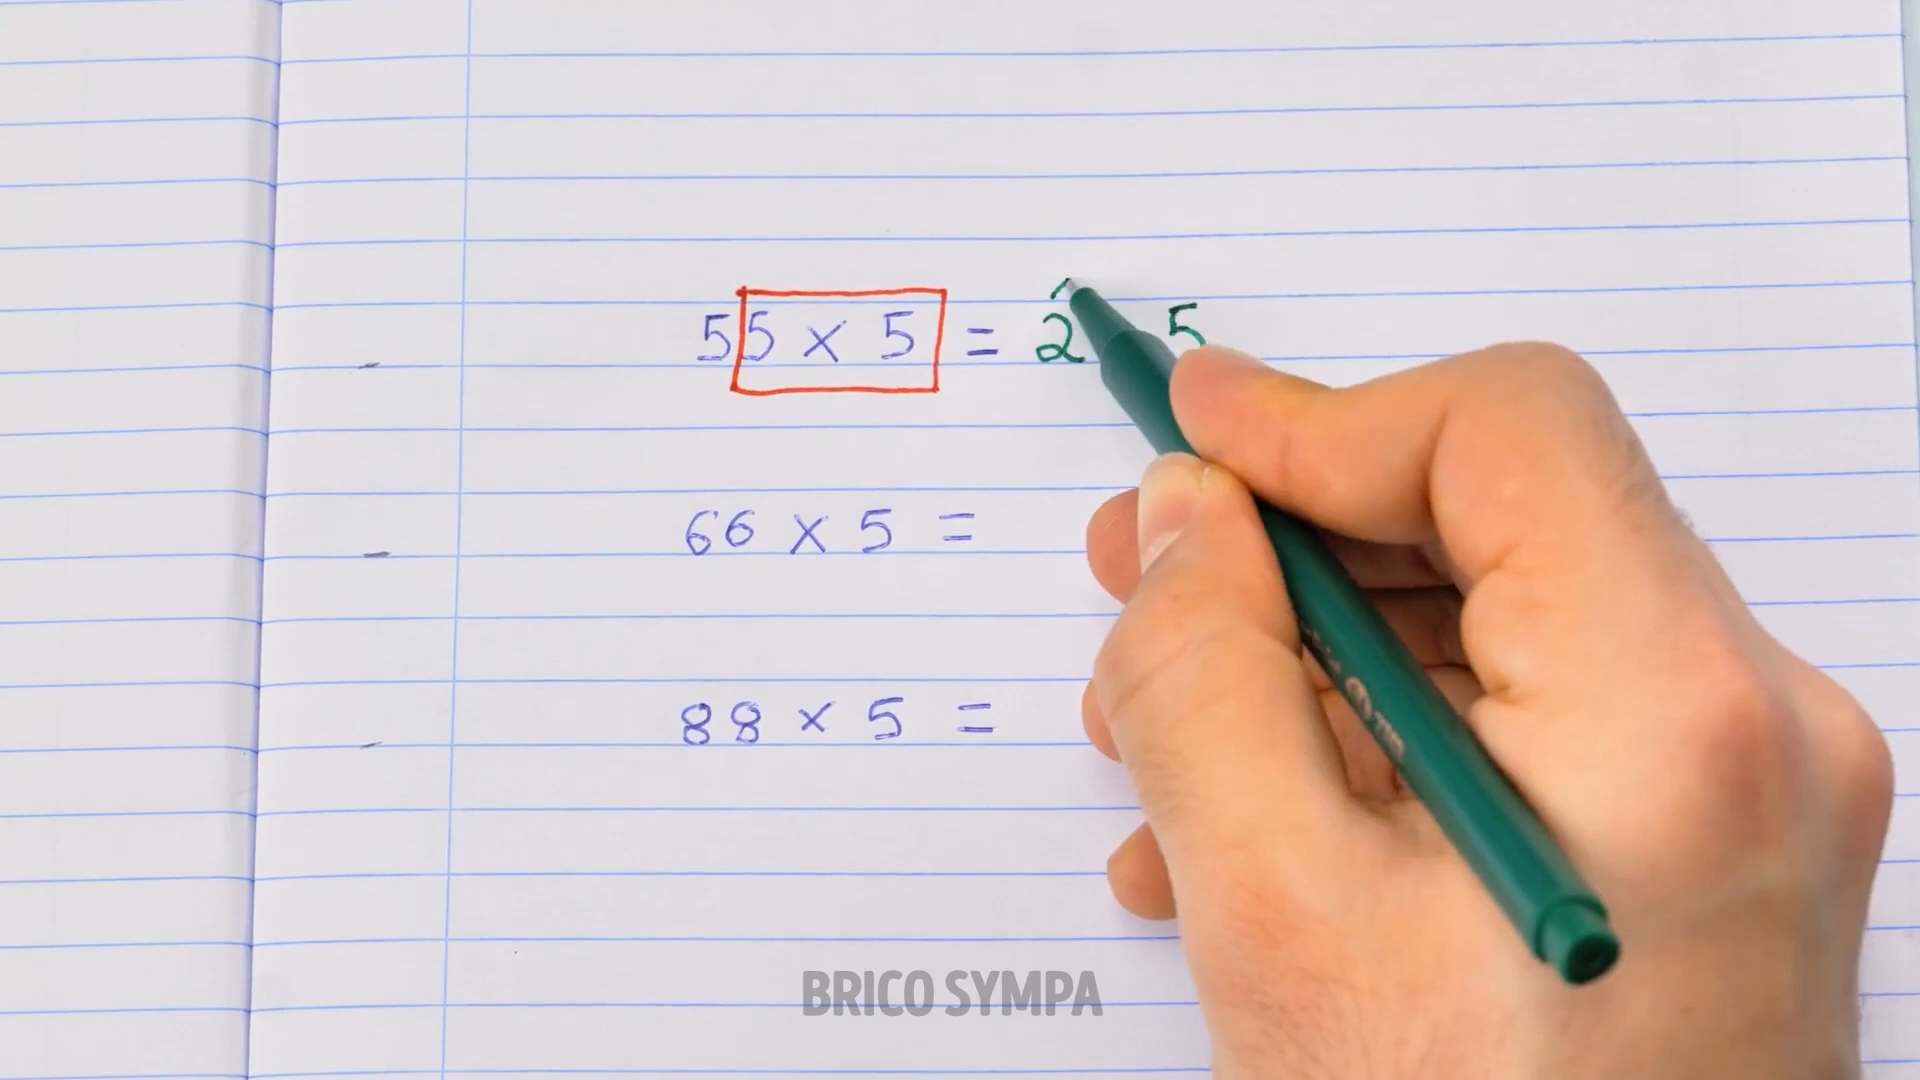 55 x 5 = 2 5
66 x 5 =
88 x 5 =
BRICO SYMPA